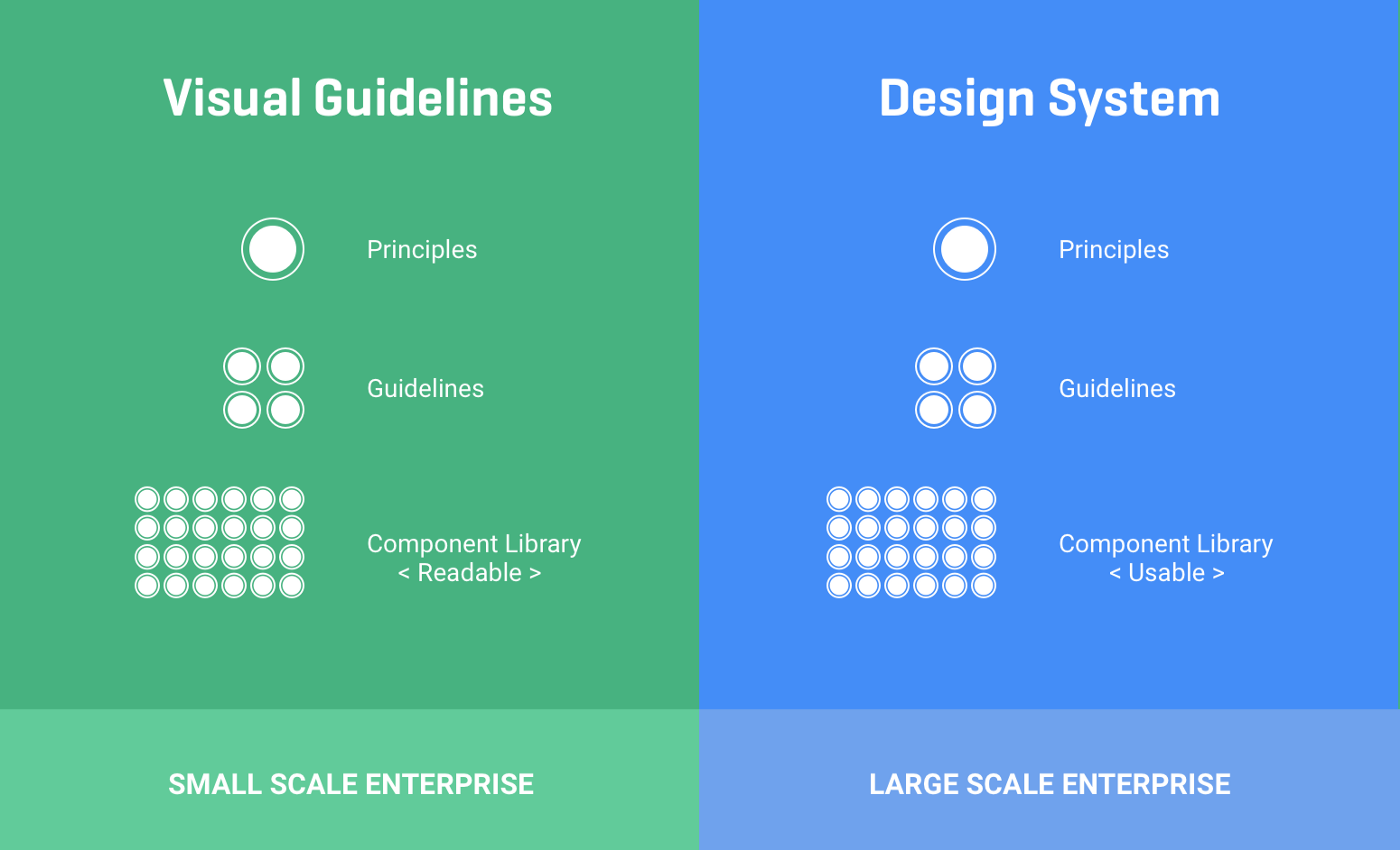 Visual Guidelines
Principles
Guidelines
Component Library
< Readable >
SMALL SCALE ENTERPRISE
Design System
Principles
Guidelines
Component Library
< Usable >
LARGE SCALE ENTERPRISE